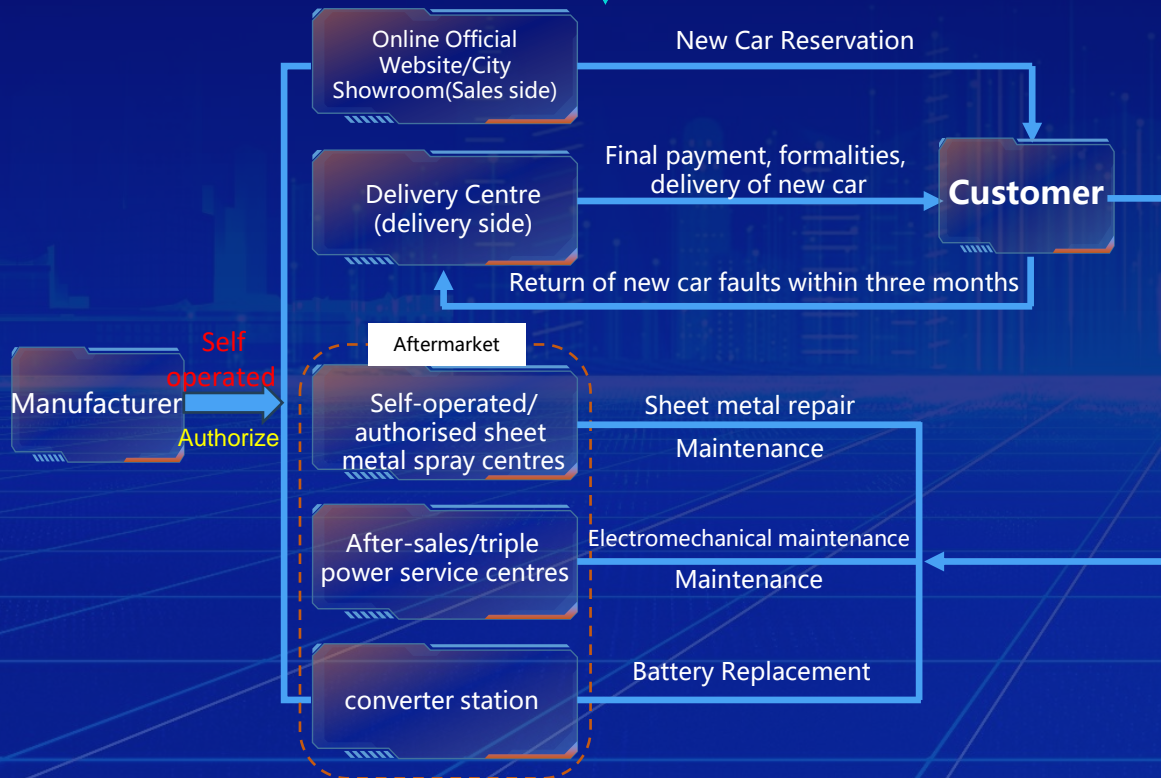 Online Official
Website/City
Showroom(Sales side)
New Car Reservation
Delivery Centre
(delivery side)
Final payment, formalities,
delivery of new car
Customer
Return of new car faults within three months
Manufacturer
Self
operated
Authorize
Aftermarket
Self-operated/
authorised sheet
metal spray centres
Sheet metal repair
Maintenance
After-sales/triple
power service centres
Electromechanical maintenance
Maintenance
converter station
Battery Replacement